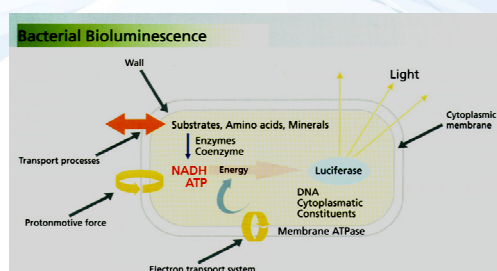 Bacterial Bioluminescence
Wall
Light
Substrates, Amino acids, Minerals
Cytoplasmic
membrane
Enzymes
Coenzyme
Transport processes
NADH
ATP
Energy
Luciferase
DNA
Cytoplasmatic
Constituents
Protonmotive force
Membrane ATPase
Electron transport system